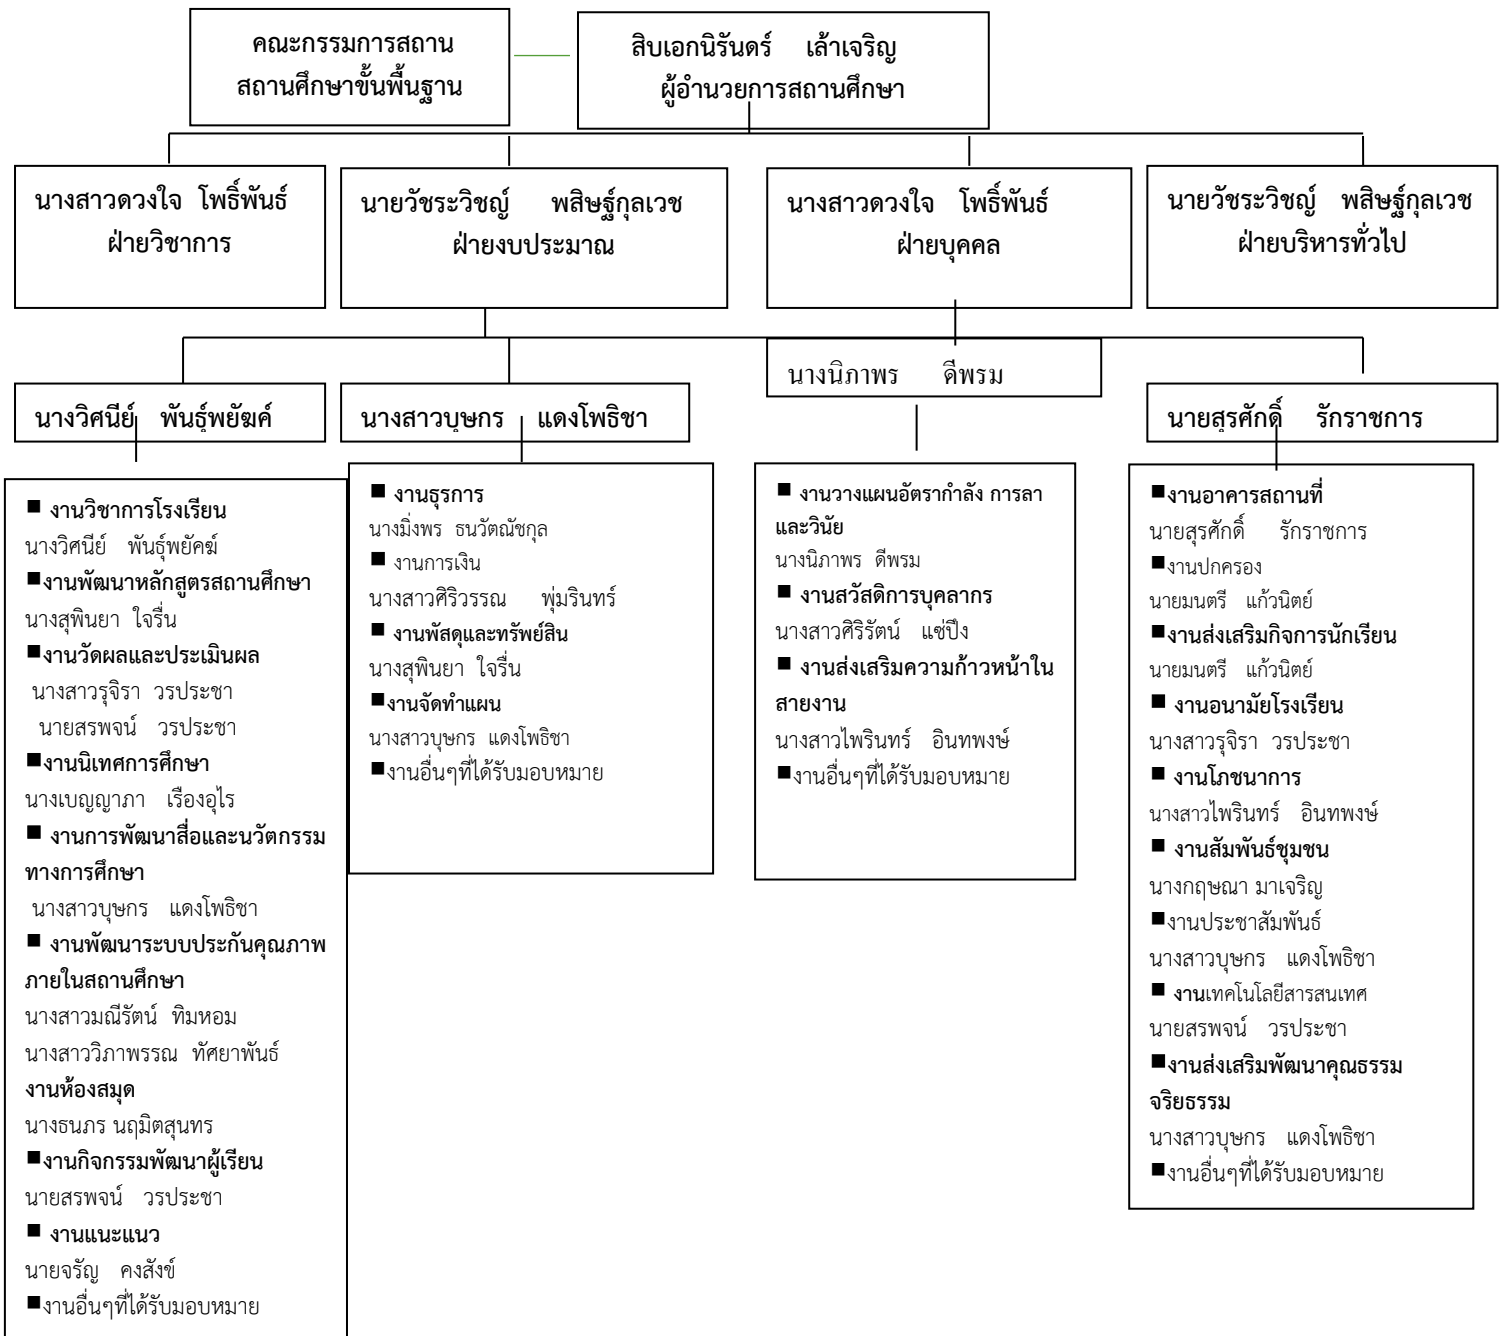 คณะกรรมการสถาน
สถานศึกษาขั้นพื้นฐาน
สิบเอกนิรันดร์ เล้าเจริญ
ผู้อำนวยการสถานศึกษา
นางสาวดวงใจ โพธิ์พันธ์
ฝ่ายวิชาการ
นายวัชระวิชญ์ พสิษฐ์กุลเวช
ฝ่ายงบประมาณ
นางสาวดวงใจ โพธิ์พันธ์
ฝ่ายบุคคล
นายวัชระวิชญ์ พสิษฐ์กุลเวช
ฝ่ายบริหารทั่วไป
นางวิศนีย์ พันธุ์พยัฆค์
นางสาวบุษกร แดงโพธิชา
นางนิภาพร ดีพรม
นายสุรศักดิ์ รักราชการ
■ งานวิชาการโรงเรียน
นางวิศนีย์ พันธุ์พยัคฆ์
■งานพัฒนาหลักสูตรสถานศึกษา
นางสุพินยา ใจรื่น
■งานวัดผลและประเมินผล
นางสาวรุจิรา วรประชา
นายสรพจน์ วรประชา
■งานนิเทศการศึกษา
นางเบญญาภา เรืองอุไร
■ งานการพัฒนาสื่อและนวัตกรรม
ทางการศึกษา
นางสาวบุษกร แดงโพธิชา
■ งานพัฒนาระบบประกันคุณภาพ
ภายในสถานศึกษา
นางสาวมณีรัตน์ ทิมหอม
นางสาววิภาพรรณ ทัศยาพันธ์
งานห้องสมุด
นางธนภร นฤมิตสุนทร
■งานกิจกรรมพัฒนาผู้เรียน
นายสรพจน์ วรประชา
■ งานแนะแนว
นายจรัญ คงสังข์
■งานอื่นๆที่ได้รับมอบหมาย
■ งานธุรการ
นางมิ่งพร ธนวัตณัชกุล
■ งานการเงิน
นางสาวศิริวรรณ พุ่มรินทร์
■ งานพัสดุและทรัพย์สิน
นางสุพินยา ใจรื่น
■งานจัดทำแผน
นางสาวบุษกร แดงโพธิชา
■งานอื่นๆที่ได้รับมอบหมาย
■ งานวางแผนอัตรากำลัง การลา
และวินัย
นางนิภาพร ดีพรม
■ งานสวัสดิการบุคลากร
นางสาวศิริรัตน์ แซ่ปึง
■ งานส่งเสริมความก้าวหน้าใน
สายงาน
นางสาวไพรินทร์ อินทพงษ์
■งานอื่นๆที่ได้รับมอบหมาย
■งานอาคารสถานที่
นายสุรศักดิ์ รักราชการ
■งานปกครอง
นายมนตรี แก้วนิตย์
■งานส่งเสริมกิจการนักเรียน
นายมนตรี แก้วนิตย์
■ งานอนามัยโรงเรียน
นางสาวรุจิรา วรประชา
■ งานโภชนาการ
นางสาวไพรินทร์ อินทพงษ์
■ งานสัมพันธ์ชุมชน
นางกฤษณา มาเจริญ
■งานประชาสัมพันธ์
นางสาวบุษกร แดงโพธิชา
■ งานเทคโนโลยีสารสนเทศ
นายสรพจน์ วรประชา
■งานส่งเสริมพัฒนาคุณธรรม
จริยธรรม
นางสาวบุษกร แดงโพธิชา
■งานอื่นๆที่ได้รับมอบหมาย